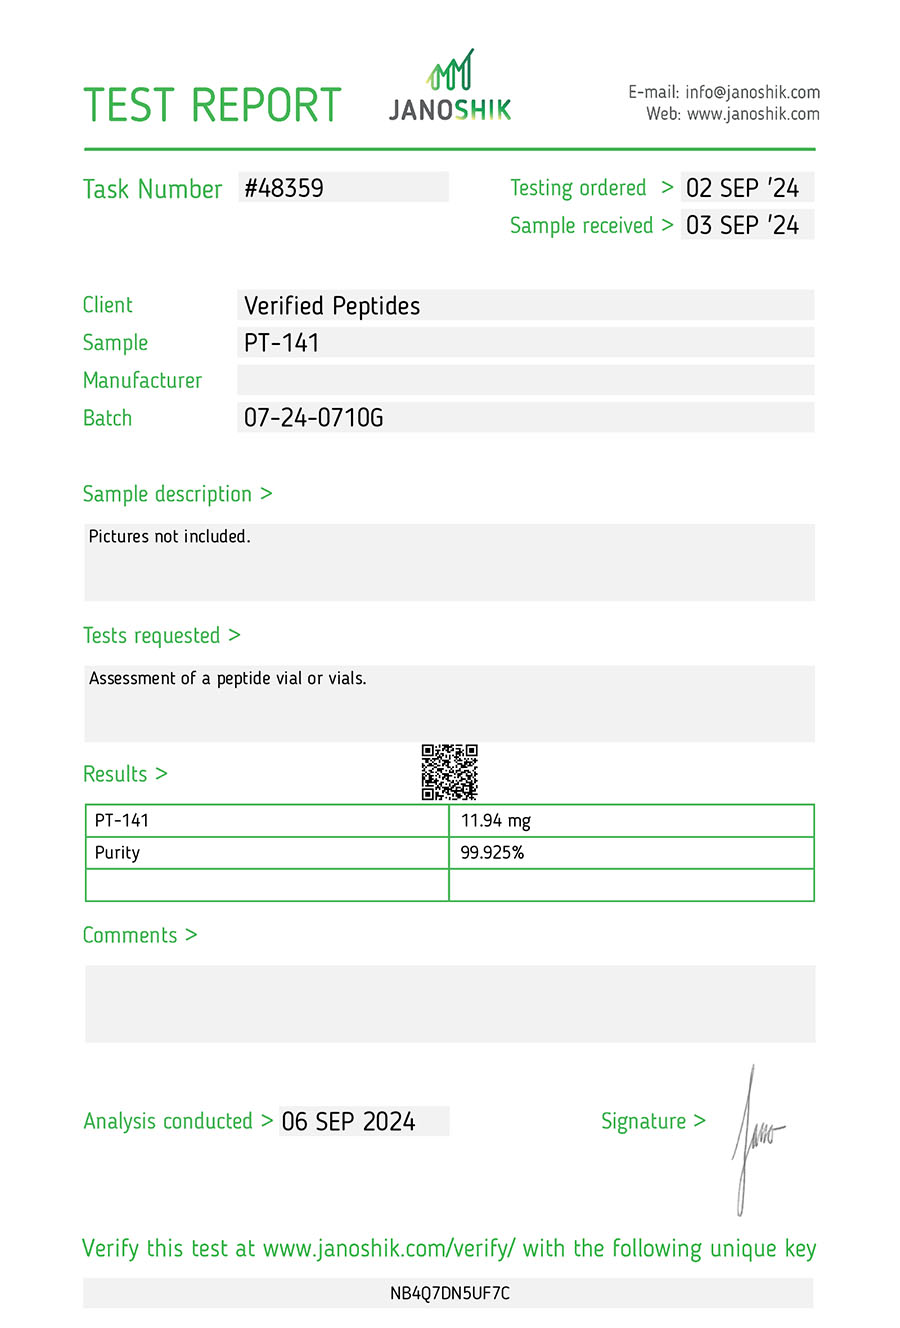 TEST REPORT
JANOSHIK
E-mail: info@janoshik.com
Web: www.janoshik.com
Task Number #48359
Testing ordered > 02 SEP '24
Sample received > 03 SEP '24
Client Verified Peptides
Sample PT-141
Manufacturer
Batch 07-24-0710G
Sample description >
Pictures not included.
Tests requested >
Assessment of a peptide vial or vials.
Results >
PT-141 11.94 mg
Purity 99.925%
Comments >
Analysis conducted > 06 SEP 2024
Signature > Jano
Verify this test at www.janoshik.com/verify/ with the following unique key
NB4Q7DN5UF7C